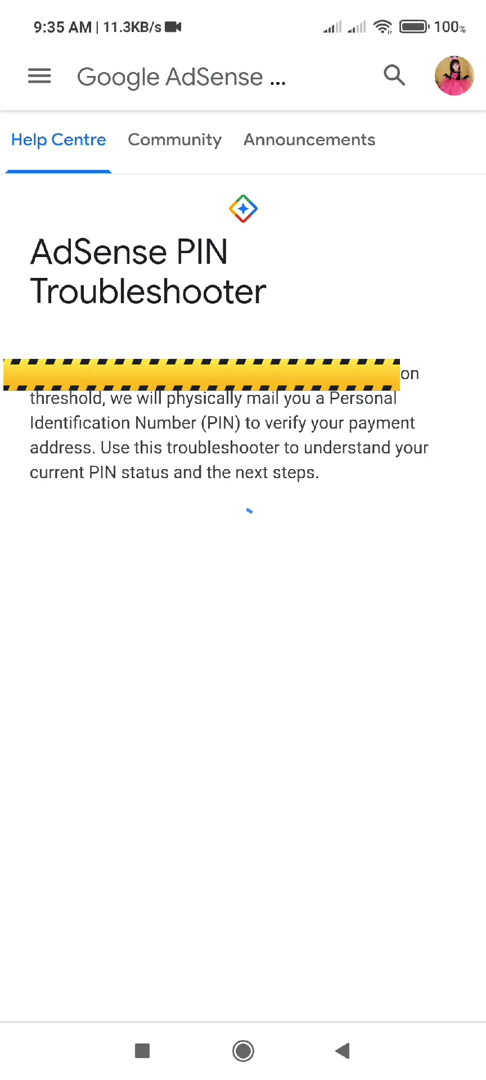 9:35 AM | 11.3KB/s 100%
Google AdSense ...
Help Centre Community Announcements
AdSense PIN
Troubleshooter
on
threshold, we will physically mail you a Personal
Identification Number (PIN) to verify your payment
address. Use this troubleshooter to understand your
current PIN status and the next steps.